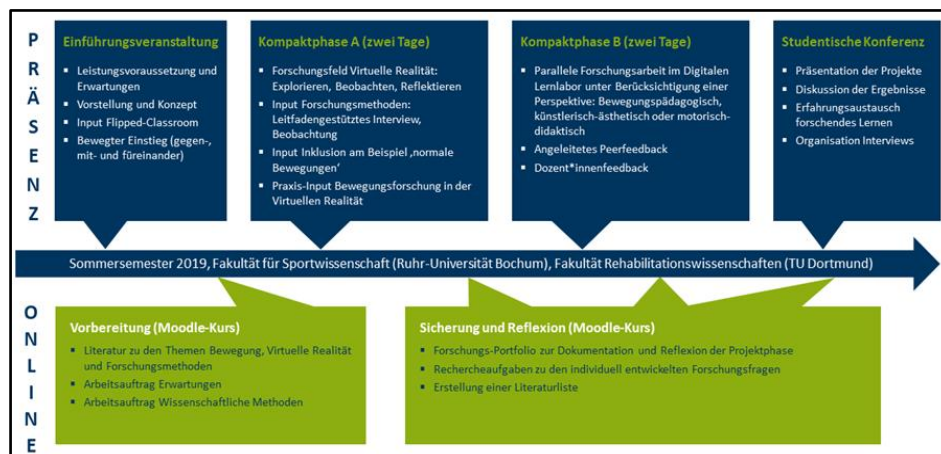 PRÄSENZ
Einführungsveranstaltung
▪ Leistungsvoraussetzung und
Erwartungen
▪ Vorstellung und Konzept
▪ Input Flipped-Classroom
▪ Bewegter Einstieg (gegen-,
mit- und füreinander)
Kompaktphase A (zwei Tage)
▪ Forschungsfeld Virtuelle Realität:
Explorieren, Beobachten, Reflektieren
▪ Input Forschungsmethoden:
Leitfadengestütztes Interview,
Beobachtung
▪ Input Inklusion am Beispiel ‚normale
Bewegungen‘
▪ Praxis-Input Bewegungsforschung in der
Virtuellen Realität
Kompaktphase B (zwei Tage)
▪ Parallele Forschungsarbeit im Digitalen
Lernlabor unter Berücksichtigung einer
Perspektive: Bewegungspädagogisch,
künstlerisch-ästhetisch oder motorisch-
didaktisch
▪ Angeleitetes Peerfeedback
▪ Dozent*innenfeedback
Studentische Konferenz
▪ Präsentation der Projekte
▪ Diskussion der Ergebnisse
▪ Erfahrungsaustausch
forschendes Lernen
▪ Organisation Interviews
Sommersemester 2019, Fakultät für Sportwissenschaft (Ruhr-Universität Bochum), Fakultät Rehabilitationswissenschaften (TU Dortmund)
ONLINE
Vorbereitung (Moodle-Kurs)
▪ Literatur zu den Themen Bewegung, Virtuelle Realität
und Forschungsmethoden
▪ Arbeitsauftrag Erwartungen
▪ Arbeitsauftrag Wissenschaftliche Methoden
Sicherung und Reflexion (Moodle-Kurs)
▪ Forschungs-Portfolio zur Dokumentation und Reflexion der Projektphase
▪ Rechercheaufgaben zu den individuell entwickelten Forschungsfragen
▪ Erstellung einer Literaturliste